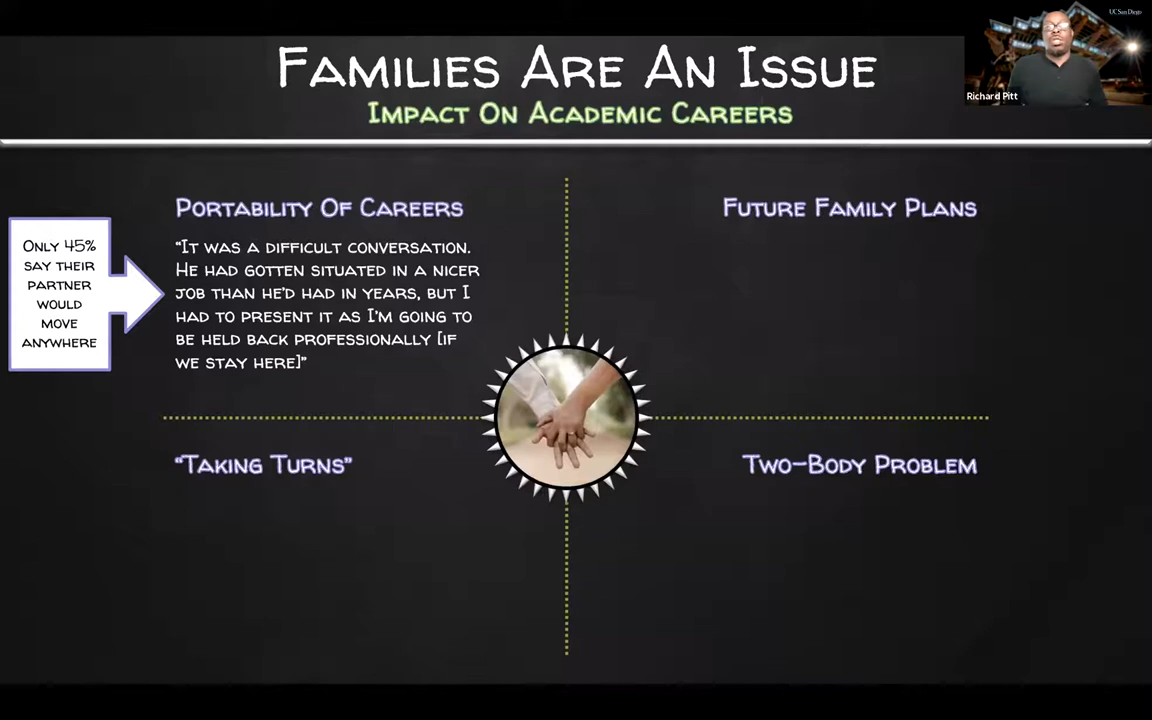 UC San Diego
Families Are An Issue
Impact On Academic Careers
Richard Pitt
Portability Of Careers
Future Family Plans
Only 45%
say their
partner
would
move
anywhere
"It was a difficult conversation.
He had gotten situated in a nicer
job than he'd had in years, but I
had to present it as I'm going to
be held back professionally [if
we stay here]"
"Taking Turns"
Two-Body Problem